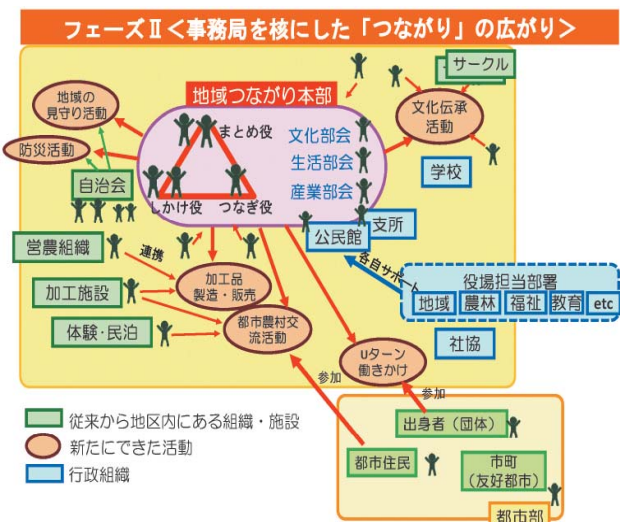 フェーズⅡ＜事務局を核にした「つながり」の広がり＞
サークル
地域つながり本部
地域の
見守り活動
まとめ役
文化部会
文化伝承
活動
防災活動
生活部会
学校
自治会
産業部会
しかけ役
つなぎ役
支所
公民館
営農組織
連携
各自サポート
役場担当部署
地域
農林
福祉
教育
etc
加工施設
加工品
製造・販売
都市農村交
流活動
体験・民泊
社協
Uターン
働きかけ
参加
参加
従来から地区内にある組織・施設
新たにできた活動
行政組織
出身者（団体）
都市住民
市町
（友好都市）
都市部